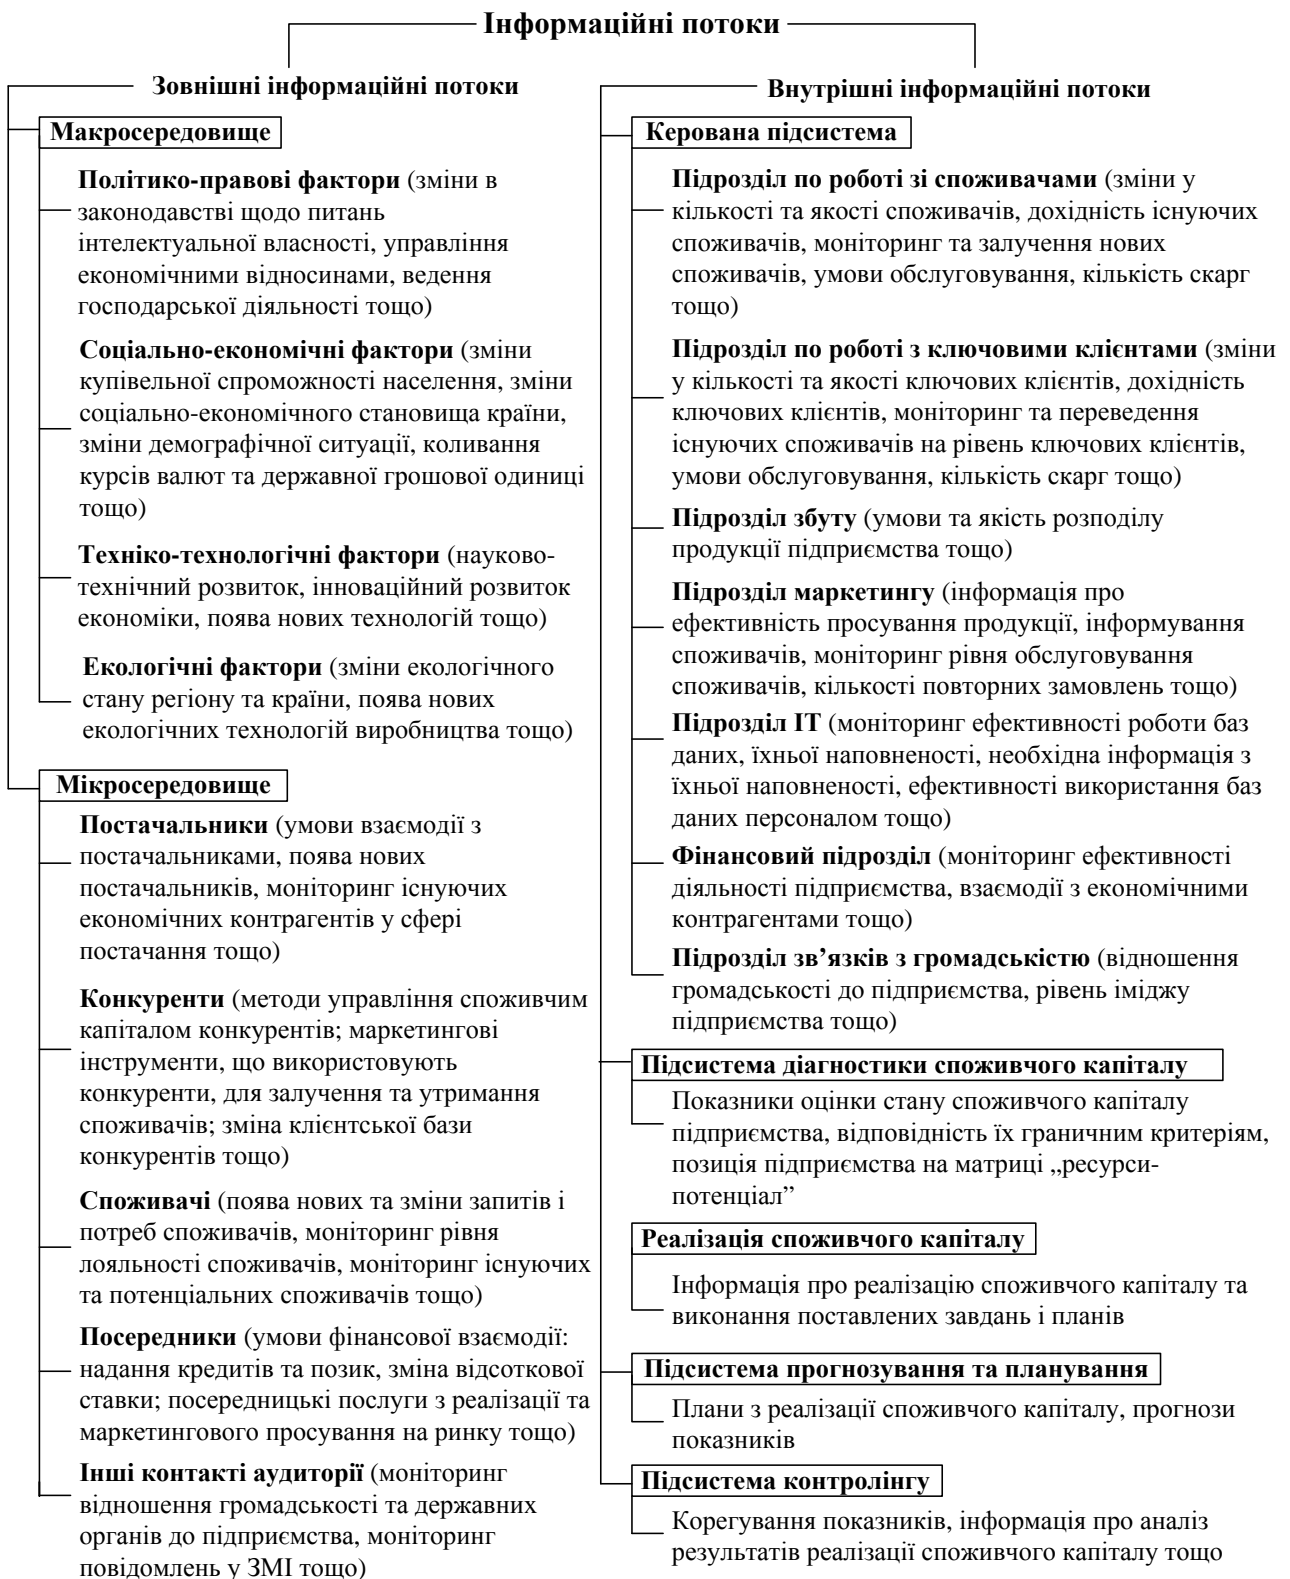 Інформаційні потоки
Зовнішні інформаційні потоки
Макросередовище
Політико-правові фактори (зміни в
законодавстві щодо питань
інтелектуальної власності, управління
економічними відносинами, ведення
господарської діяльності тощо)
Соціально-економічні фактори (зміни
купівельної спроможності населення, зміни
соціально-економічного становища країни,
зміни демографічної ситуації, коливання
курсів валют та державної грошової одиниці
тощо)
Техніко-технологічні фактори (науково-
технічний розвиток, інноваційний розвиток
економіки, поява нових технологій тощо)
Екологічні фактори (зміни екологічного
стану регіону та країни, поява нових
екологічних технологій виробництва тощо)
Мікросередовище
Постачальники (умови взаємодії з
постачальниками, поява нових
постачальників, моніторинг існуючих
економічних контрагентів у сфері
постачання тощо)
Конкуренти (методи управління споживчим
капіталом конкурентів; маркетингові
інструменти, що використовують
конкуренти, для залучення та утримання
споживачів; зміна клієнтської бази
конкурентів тощо)
Споживачі (поява нових та зміни запитів і
потреб споживачів, моніторинг рівня
лояльності споживачів, моніторинг існуючих
та потенціальних споживачів тощо)
Посередники (умови фінансової взаємодії:
надання кредитів та позик, зміна відсоткової
ставки; посередницькі послуги з реалізації та
маркетингового просування на ринку тощо)
Інші контакті аудиторії (моніторинг
відношення громадськості та державних
органів до підприємства, моніторинг
повідомлень у ЗМІ тощо)
Внутрішні інформаційні потоки
Керована підсистема
Підрозділ по роботі зі споживачами (зміни у
кількості та якості споживачів, дохідність існуючих
споживачів, моніторинг та залучення нових
споживачів, умови обслуговування, кількість скарг
тощо)
Підрозділ по роботі з ключовими клієнтами (зміни
у кількості та якості ключових клієнтів, дохідність
ключових клієнтів, моніторинг та переведення
існуючих споживачів на рівень ключових клієнтів,
умови обслуговування, кількість скарг тощо)
Підрозділ збуту (умови та якість розподілу
продукції підприємства тощо)
Підрозділ маркетингу (інформація про
ефективність просування продукції, інформування
споживачів, моніторинг рівня обслуговування
споживачів, кількості повторних замовлень тощо)
Підрозділ ІТ (моніторинг ефективності роботи баз
даних, їхньої наповненості, необхідна інформація з
їхньої наповненості, ефективності використання баз
даних персоналом тощо)
Фінансовий підрозділ (моніторинг ефективності
діяльності підприємства, взаємодії з економічними
контрагентами тощо)
Підрозділ зв’язків з громадськістю (відношення
громадськості до підприємства, рівень іміджу
підприємства тощо)
Підсистема діагностики споживчого капіталу
Показники оцінки стану споживчого капіталу
підприємства, відповідність їх граничним критеріям,
позиція підприємства на матриці „ресурси-
потенціал”
Реалізація споживчого капіталу
Інформація про реалізацію споживчого капіталу та
виконання поставлених завдань і планів
Підсистема прогнозування та планування
Плани з реалізації споживчого капіталу, прогнози
показників
Підсистема контролінгу
Корегування показників, інформація про аналіз
результатів реалізації споживчого капіталу тощо